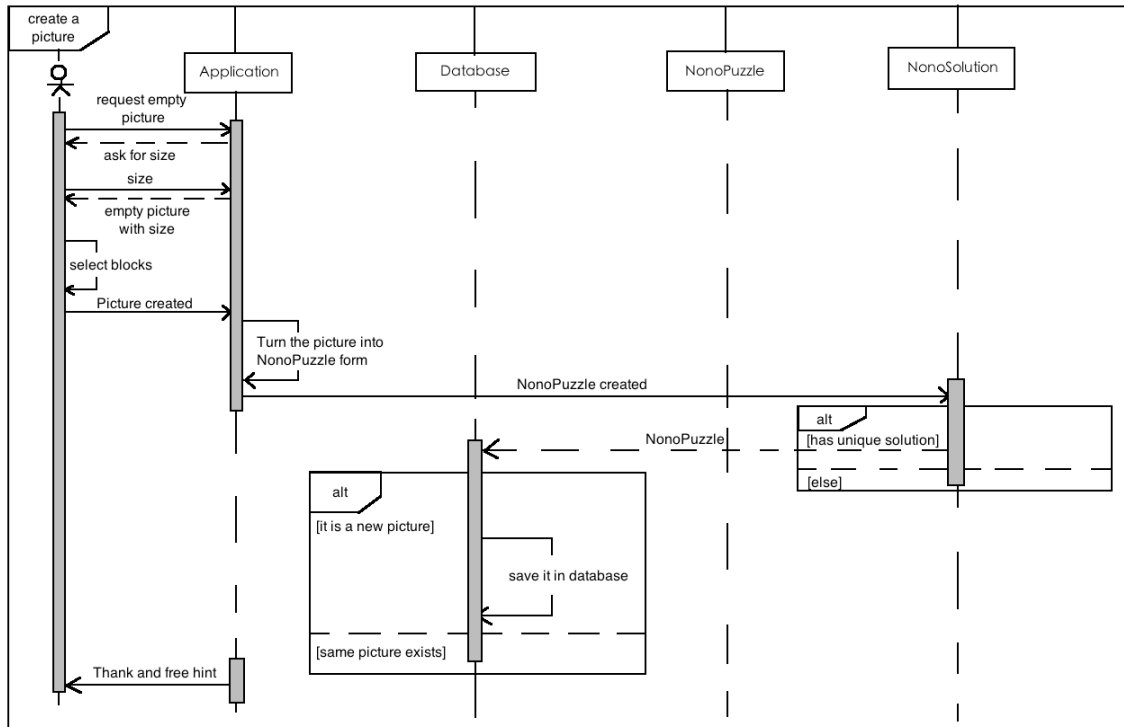 create a
picture
Application
Database
NonoPuzzle
NonoSolution
request empty
picture
ask for size
size
empty picture
with size
select blocks
Picture created
Turn the picture into
NonoPuzzle form
NonoPuzzle created
alt
NonoPuzzle
[has unique solution]
[else]
alt
[it is a new picture]
save it in database
[same picture exists]
Thank and free hint